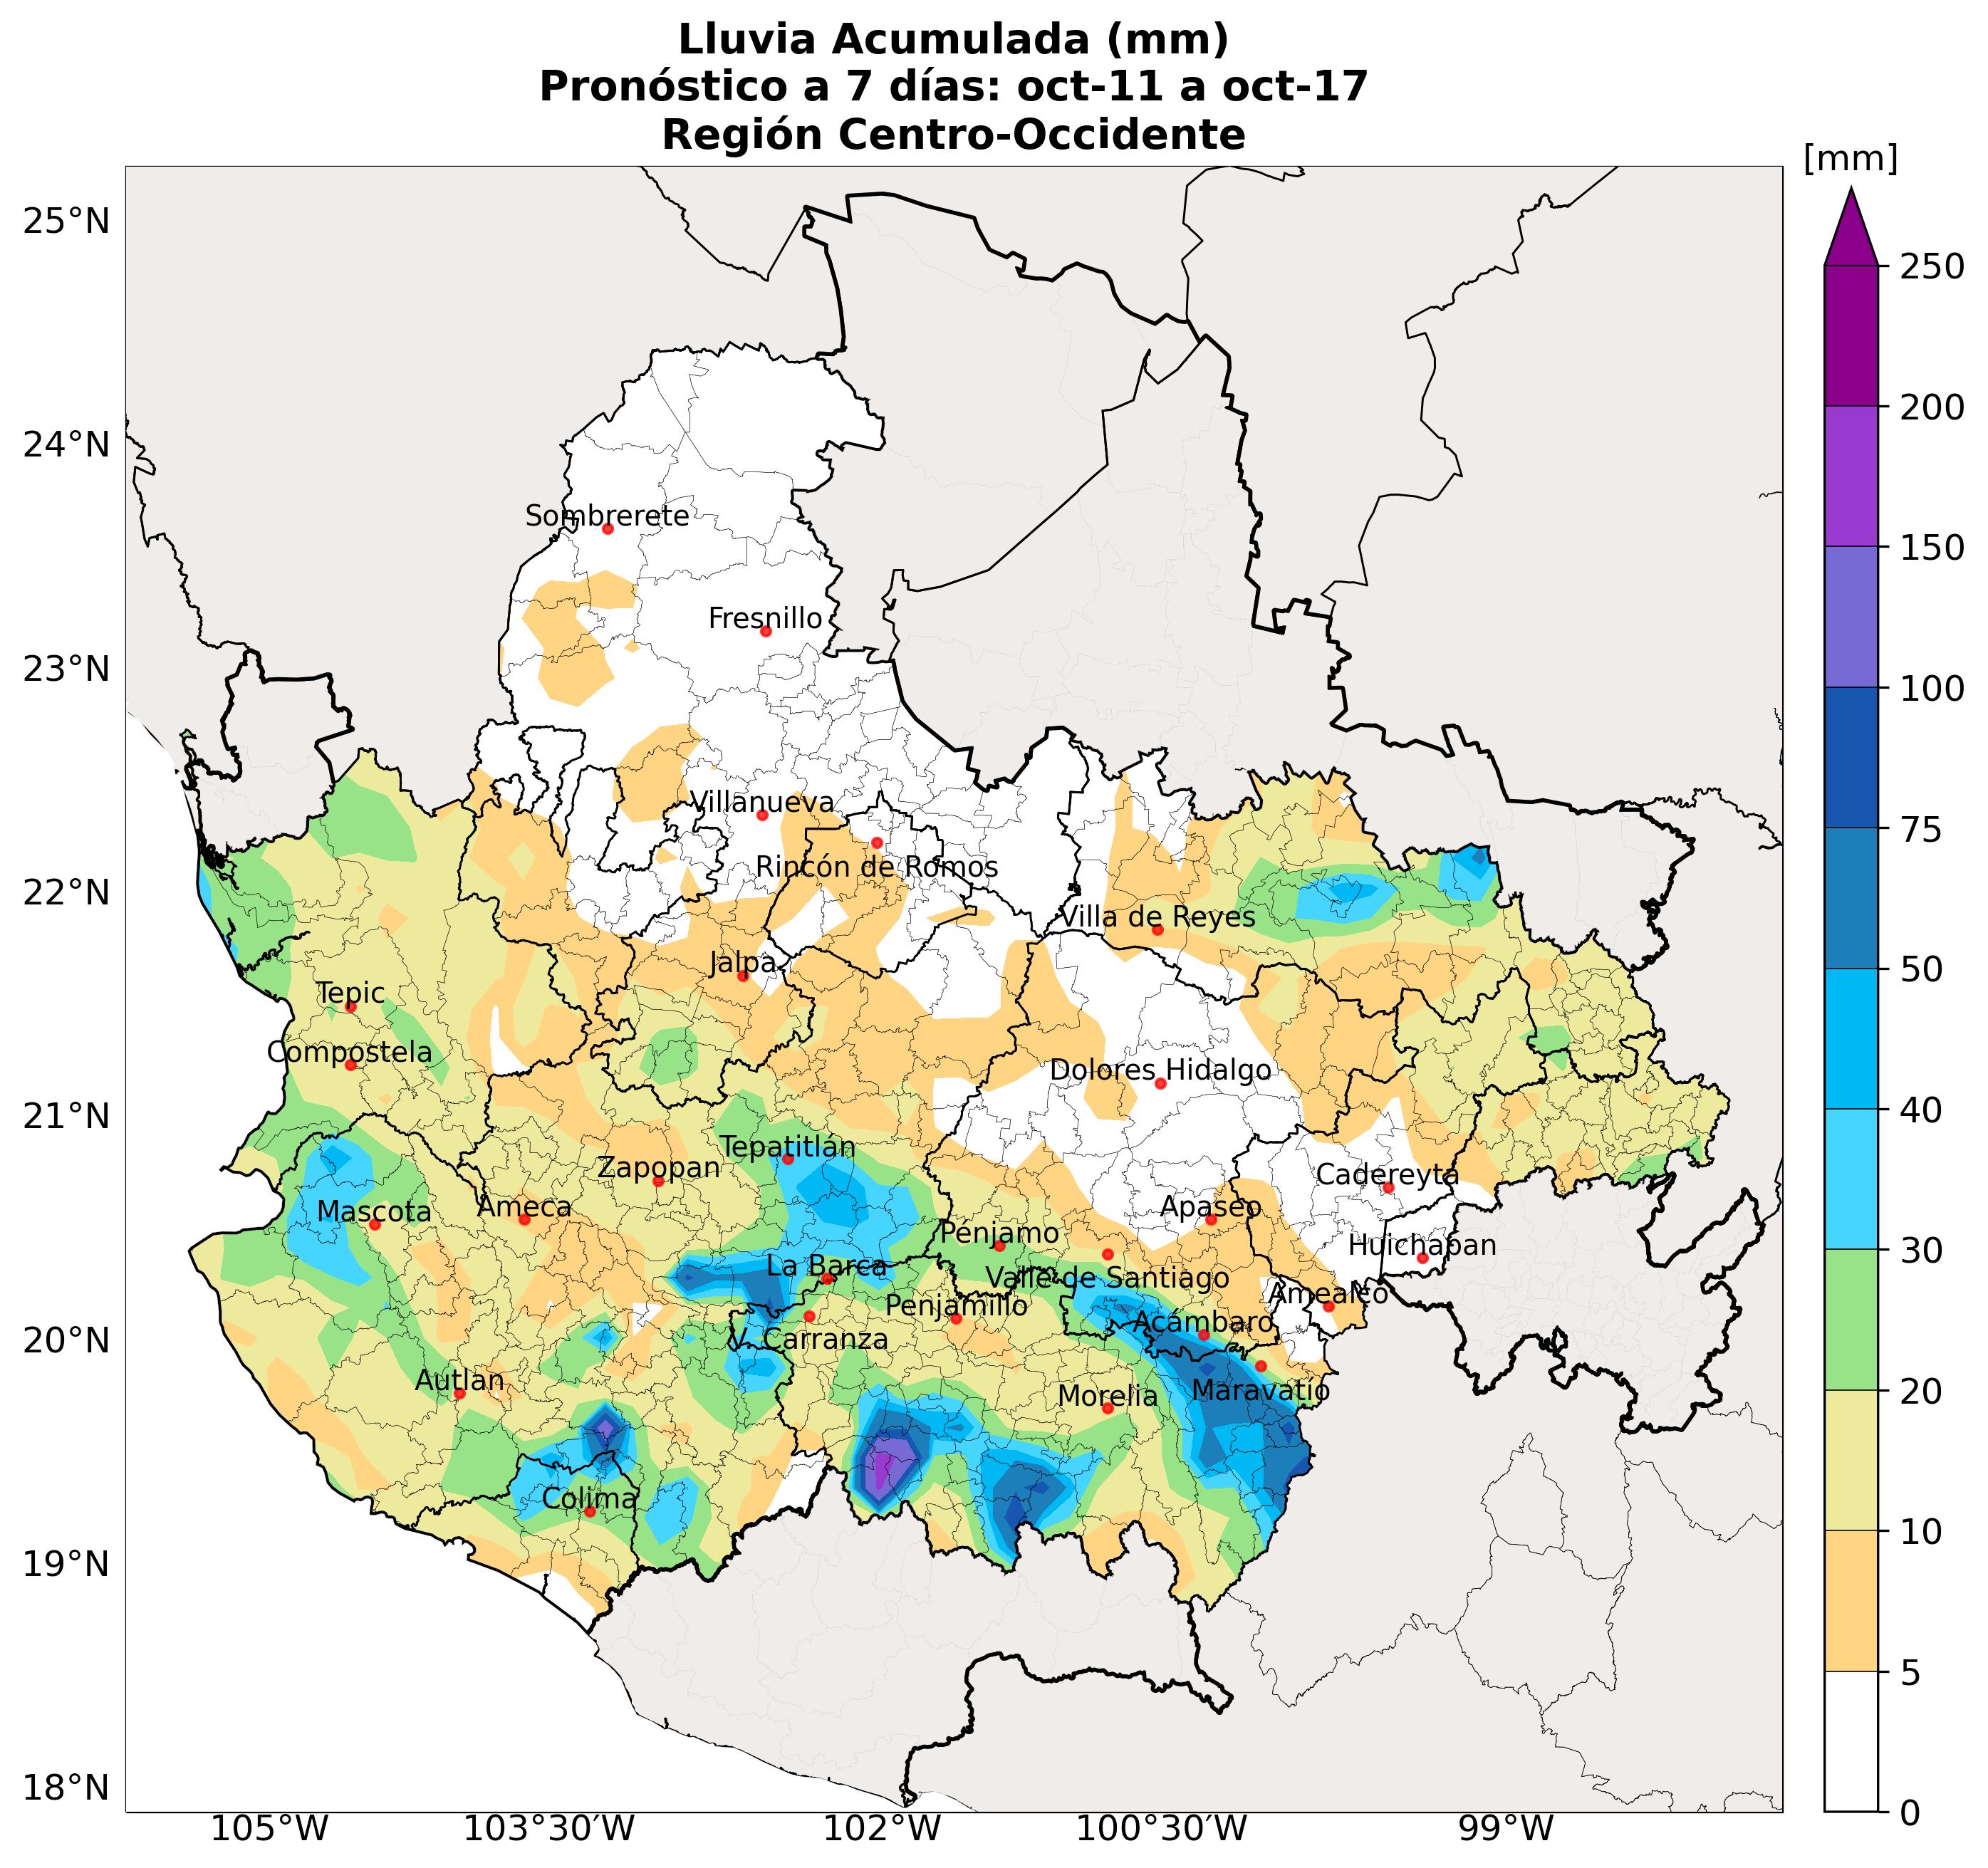 Lluvia Acumulada (mm)
Pronóstico a 7 días: oct-11 a oct-17
Región Centro-Occidente
[mm]
25°N
24°N
23°N
22°N
21°N
20°N
19°N
18°N
Sombrerete
Fresnillo
Villanueva
Rincón de Romos
Villa de Reyes
Jalpa
Tepic
Compostela
Dolores Hidalgo
Tepatitlán
Zapopan
Cadereyta
Mascota
Ameca
Apaseo
Penjamo
Huichapan
La Barca
Valle de Santiago
Amealco
Penjamillo
Acámbaro
V. Carranza
Autlan
Morelia
Maravatío
Colima
250
200
150
100
75
50
40
30
20
10
5
0
105°W
103°30'W
102°W
100°30'W
99°W